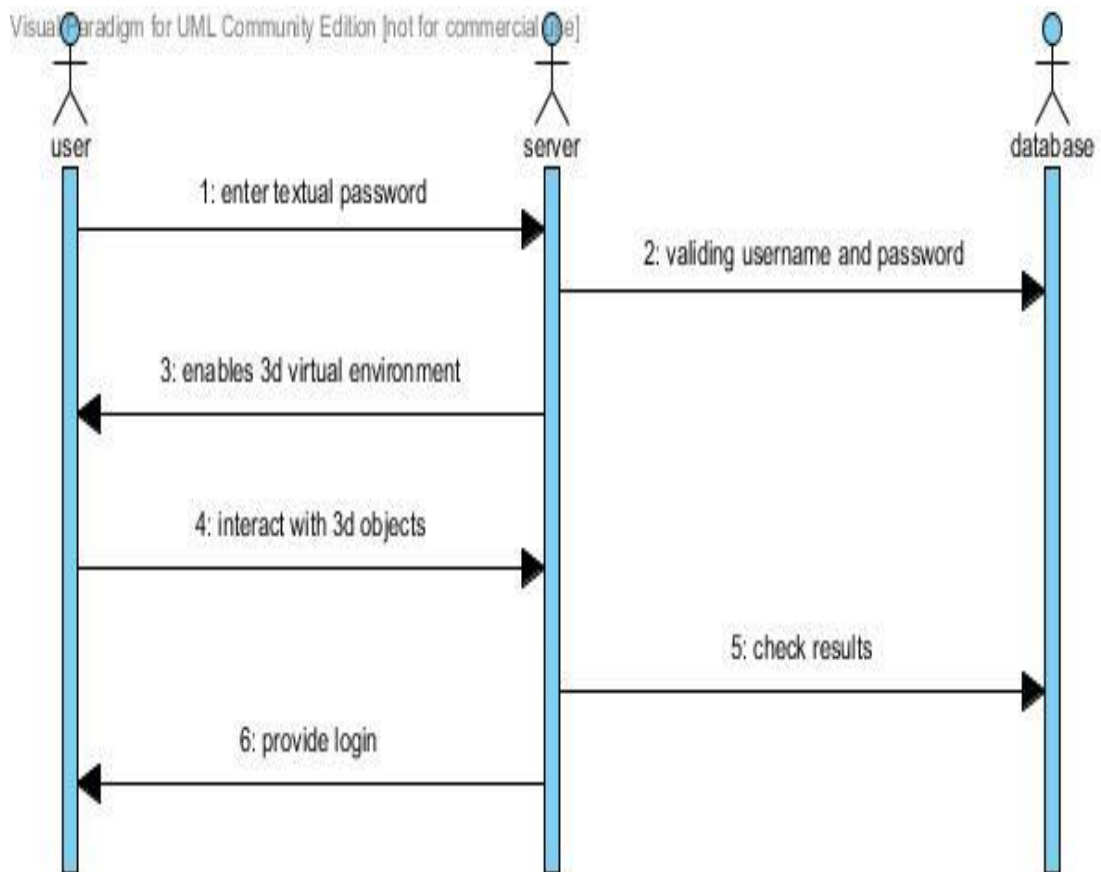 Visual Paradigm for UML Community Edition [not for commercial use]
user
server
database
1: enter textual password
2: validing username and password
3: enables 3d virtual environment
4: interact with 3d objects
5: check results
6: provide login